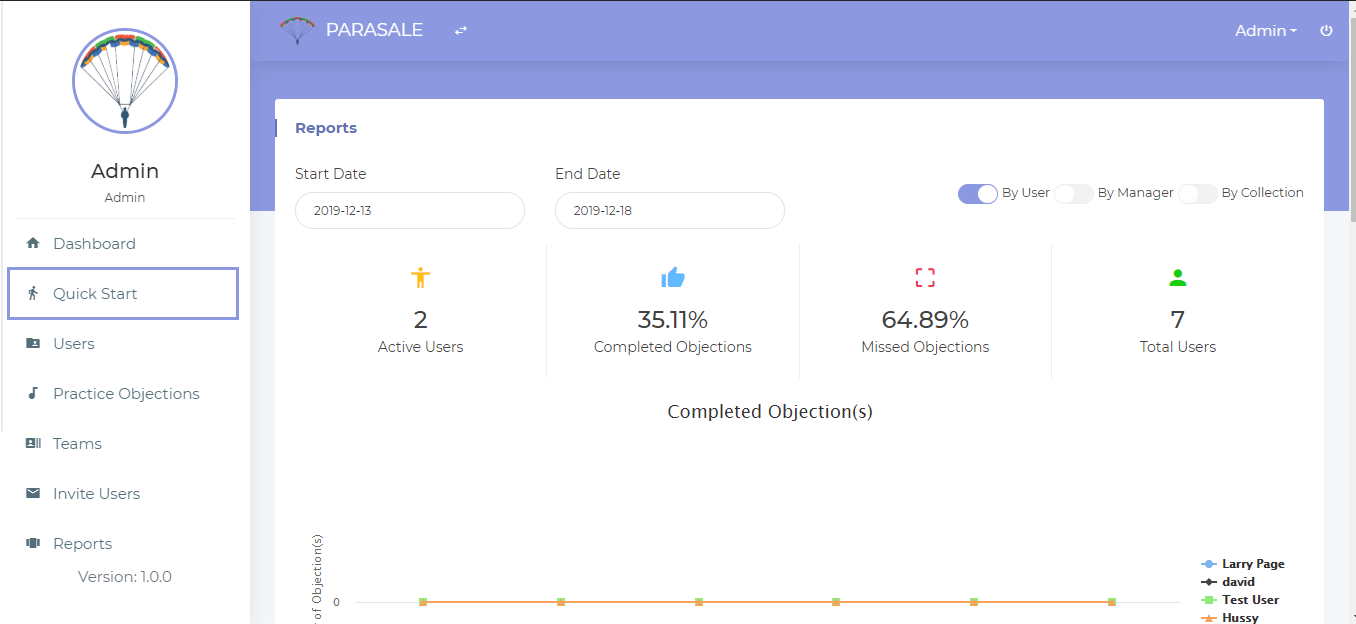 PARASALE
Admin
Admin
Admin
Dashboard
Quick Start
Users
Practice Objections
Teams
Invite Users
Reports
Version: 1.0.0
Reports
Start Date
End Date
2019-12-13
2019-12-18
By User
By Manager
By Collection
2
Active Users
35.11%
Completed Objections
64.89%
Missed Objections
7
Total Users
Completed Objection(s)
of Objection(s)
0
Larry Page
david
Test User
Hussy